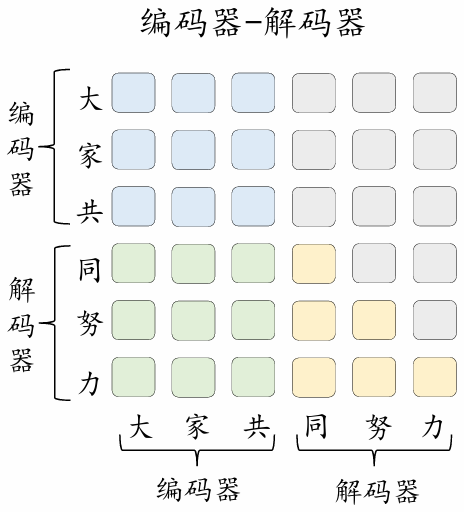 编码器-解码器
编码器
大
家
共
解码器
同
努
力
大 家 共 同 努 力
编码器 解码器